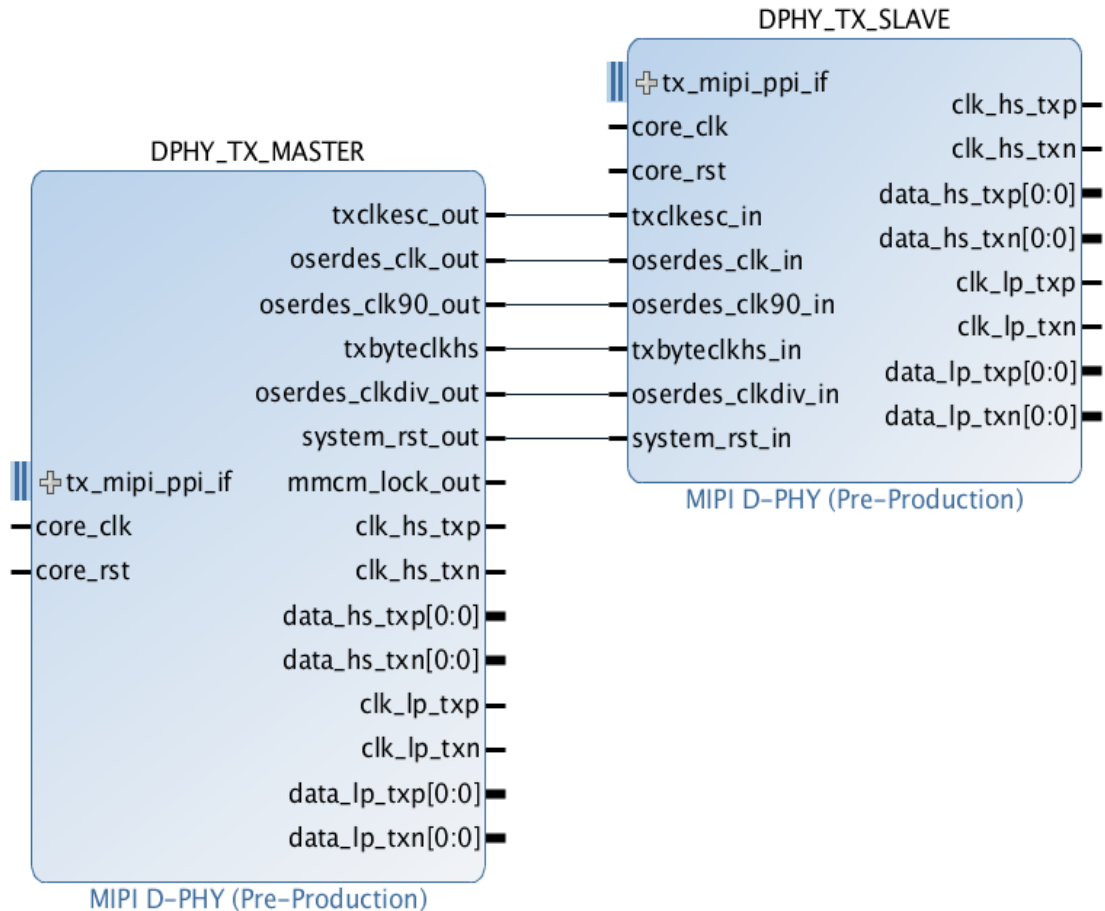 DPHY_TX_SLAVE
tx_mipi_ppi_if
core_clk
core_rst
txclkesc_in
oserdes_clk_in
oserdes_clk90_in
txbyteclkhs_in
oserdes_clkdiv_in
system_rst_in
clk_hs_txp
clk_hs_txn
data_hs_txp[0:0]
data_hs_txn[0:0]
clk_lp_txp
clk_lp_txn
data_lp_txp[0:0]
data_lp_txn[0:0]
MIPI D-PHY (Pre-Production)
DPHY_TX_MASTER
tx_mipi_ppi_if
core_clk
core_rst
txclkesc_out
oserdes_clk_out
oserdes_clk90_out
txbyteclkhs
oserdes_clkdiv_out
system_rst_out
mmcm_lock_out
clk_hs_txp
clk_hs_txn
data_hs_txp[0:0]
data_hs_txn[0:0]
clk_lp_txp
clk_lp_txn
data_lp_txp[0:0]
data_lp_txn[0:0]
MIPI D-PHY (Pre-Production)